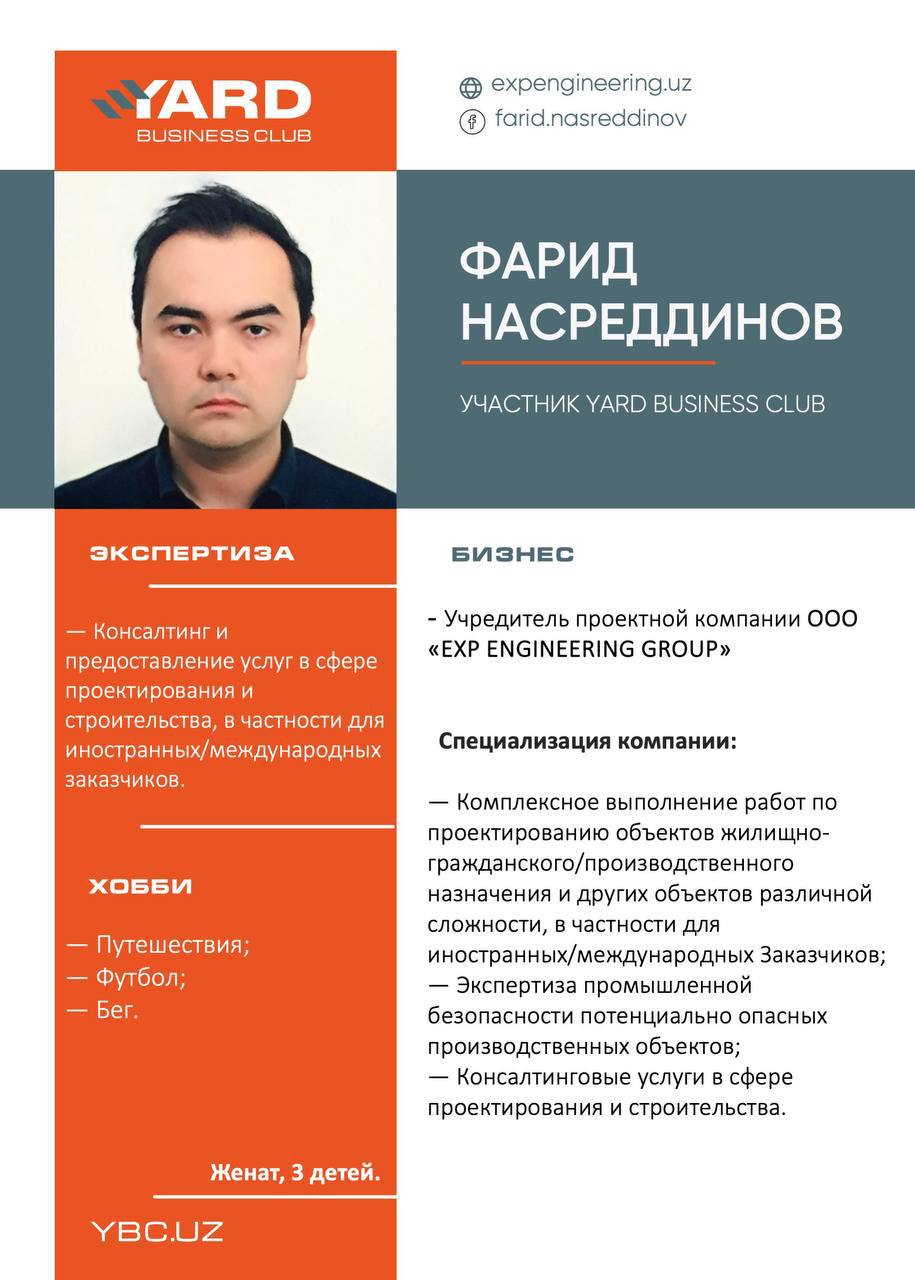 YARD
BUSINESS CLUB
expengineering.uz
farid.nasreddinov
ФАРИД
НАСРЕДДИНОВ
УЧАСТНИК YARD BUSINESS CLUB
ЭКСПЕРТИЗА
— Консалтинг и
предоставление услуг в сфере
проектирования и
строительства, в частности для
иностранных/международных
заказчиков.
ХОББИ
— Путешествия;
— Футбол;
— Бег.
Женат, 3 детей.
YBC.UZ
БИЗНЕС
- Учредитель проектной компании ООО
«EXP ENGINEERING GROUP»
Специализация компании:
— Комплексное выполнение работ по
проектированию объектов жилищно-
гражданского/производственного
назначения и других объектов различной
сложности, в частности для
иностранных/международных Заказчиков;
— Экспертиза промышленной
безопасности потенциально опасных
производственных объектов;
— Консалтинговые услуги в сфере
проектирования и строительства.